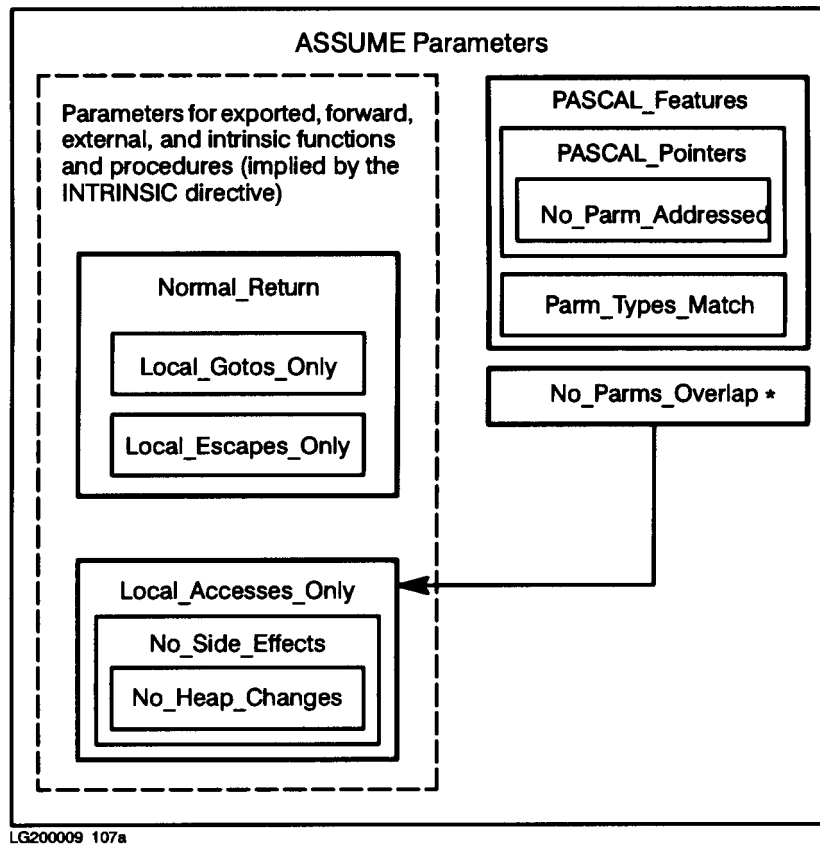 ASSUME Parameters
Parameters for exported, forward,
external, and intrinsic functions
and procedures (implied by the
INTRINSIC directive)
Normal_Return
Local_Gotos_Only
Local_Escapes_Only
Local_Accesses_Only
No_Side_Effects
No_Heap_Changes
PASCAL_Features
PASCAL_Pointers
No_Parm_Addressed
Parm_Types_Match
No_Parms_Overlap *
LG200009 107a